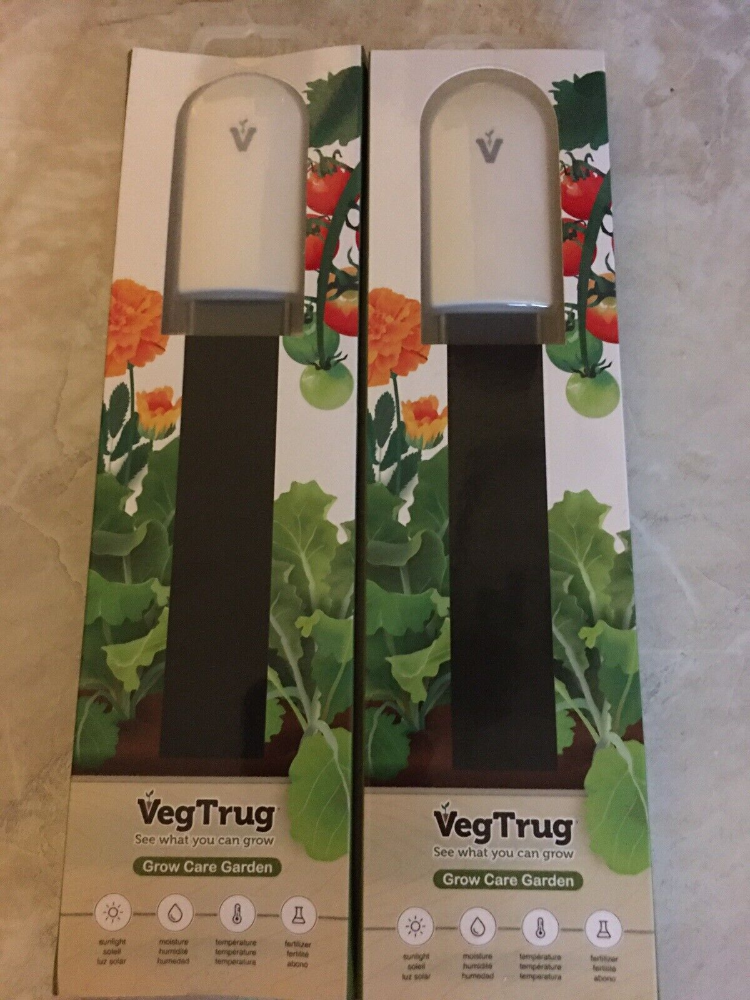 V
VegTrug
See what you can grow
Grow Care Garden
sunlight
soleil
luz solar
moisture
humidité
humedad
température
température
temperatura
fertilizer
fertilité
abono
V
VegTrug
See what you can grow
Grow Care Garden
sunlight
soleil
luz solar
moisture
humidité
humedad
température
température
temperatura
fertilizer
fertilité
abono